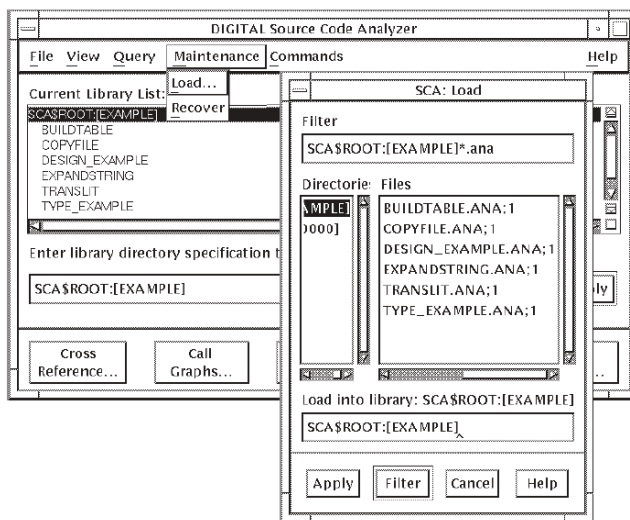 DIGITAL Source Code Analyzer
File View Query Maintenance Commands Help
Load...
Recover
Current Library List:
SCA$ROOT:[EXAMPLE]
BUILDTABLE
COPYFILE
DESIGN_EXAMPLE
EXPANDSTRING
TRANSLIT
TYPE_EXAMPLE
Enter library directory specification t
SCA$ROOT:[EXAMPLE]
ly
Cross
Reference...
Call
Graphs...
..
SCA: Load
Filter
SCA$ROOT:[EXAMPLE]*.ana
Directorie: Files
AMPLE]
0000]
BUILDTABLE.ANA;1
COPYFILE.ANA;1
DESIGN_EXAMPLE.ANA;1
EXPANDSTRING.ANA;1
TRANSLIT.ANA;1
TYPE_EXAMPLE.ANA;1
Load into library: SCA$ROOT:[EXAMPLE]
SCA$ROOT:[EXAMPLE]
Apply Filter Cancel Help